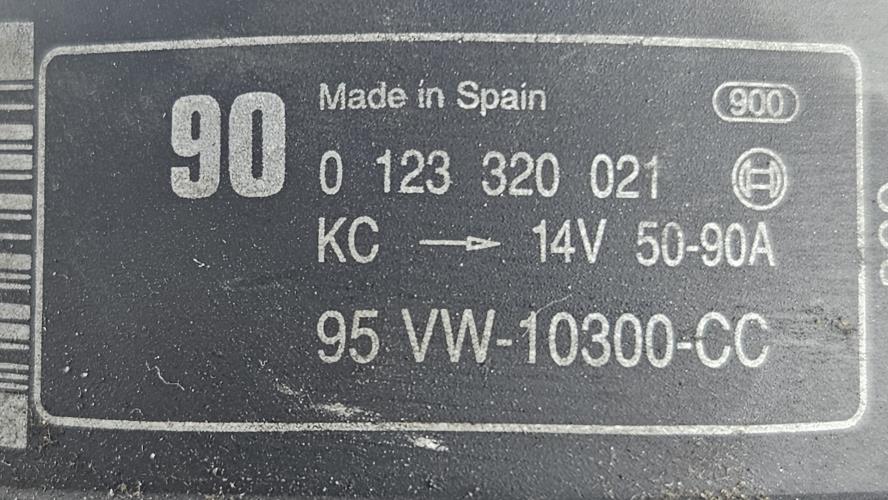 90
Made in Spain 900
0 123 320 021
KC → 14V 50-90A
95 VW-10300-CC